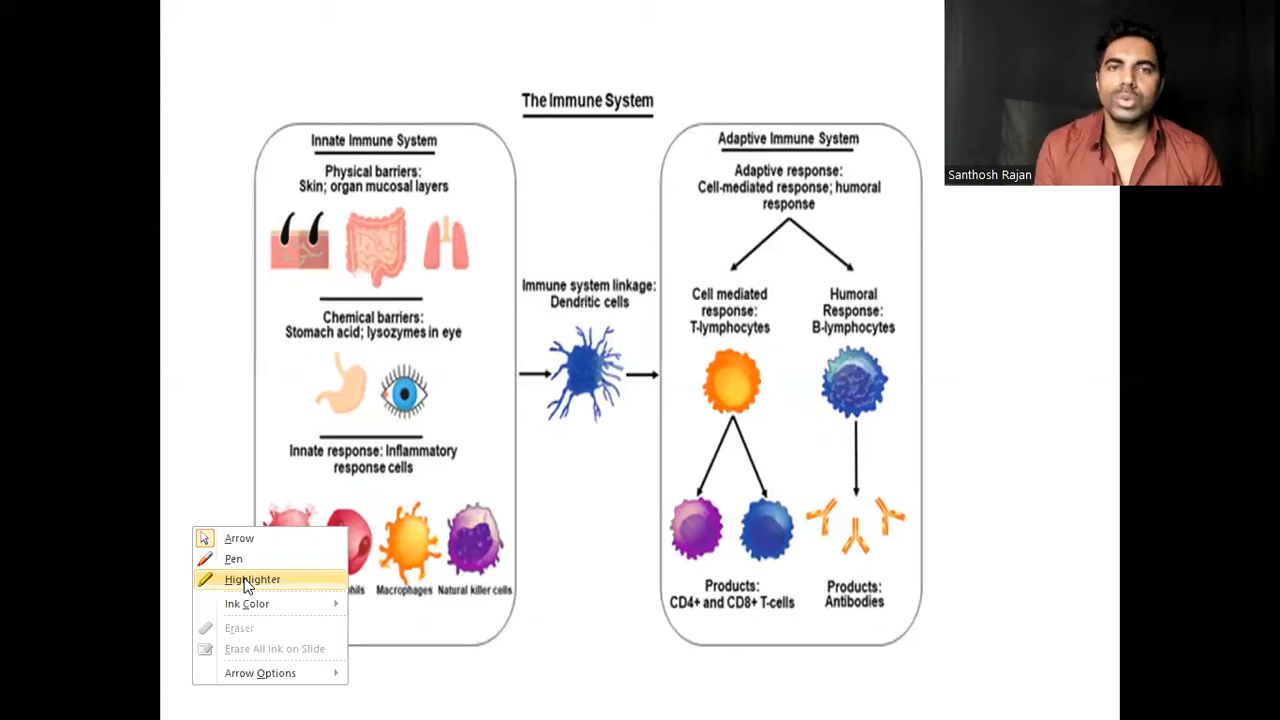 The Immune System
Innate Immune System
Physical barriers:
Skin; organ mucosal layers
Chemical barriers:
Stomach acid; lysozymes in eye
Innate response: Inflammatory
response cells
Macrophages
Natural killer cells
Immune system linkage:
Dendritic cells
Adaptive Immune System
Adaptive response:
Cell-mediated response; humoral
response
Cell mediated
response:
T-lymphocytes
Humoral
Response:
B-lymphocytes
Products:
CD4+ and CD8+ T-cells
Products:
Antibodies
Arrow
Pen
Highlighter
Ink Color
Eraser
Erase All Ink on Slide
Arrow Options
Santhosh Rajan